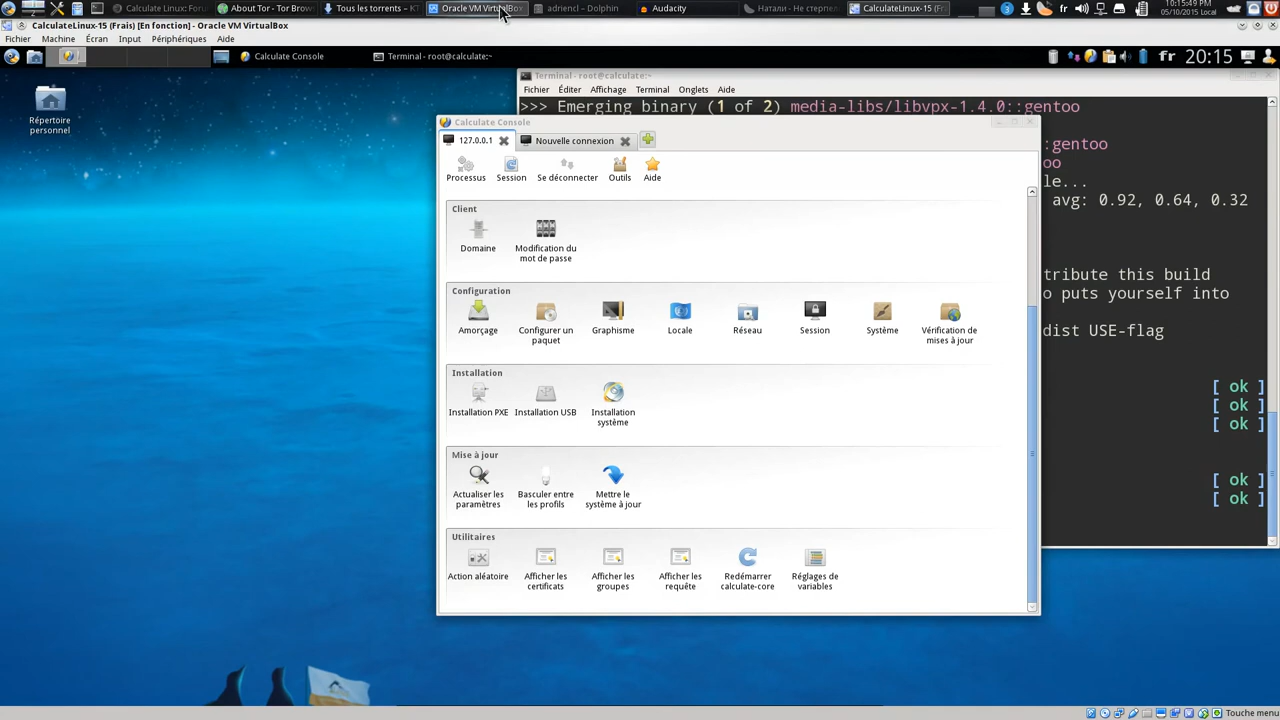 Calculate Linux: Foru
About Tor - Tor Brow
Tous les torrents – KT
Oracle VM VirtualBox
adriencl – Dolphin
Audacity
Натали - Не стерпел
CalculateLinux-15 (Fr
fr
10:15:49
05/10/2015 Local
CalculateLinux-15 (Frais) [En fonction] - Oracle VM VirtualBox
Fichier Machine Écran Input Périphériques Aide
Calculate Console
Terminal - root@calculate:~
fr 20:15
Répertoire
personnel
Terminal - root@calculate:~
Fichier Éditer Affichage Terminal Onglets Aide
>>> Emerging binary (1 of 2) media-libs/libvpx-1.4.0::gentoo
:gentoo
oo
le...
avg: 0.92, 0.64, 0.32
tribute this build
o puts yourself into
dist USE-flag
[ ok ]
[ ok ]
[ ok ]
[ ok ]
[ ok ]
Calculate Console
127.0.0.1
Nouvelle connexion
Processus Session Se déconnecter Outils Aide
Client
Domaine
Modification du
mot de passe
Configuration
Amorçage
Configurer un
paquet
Graphisme
Locale
Réseau
Session
Système
Vérification de
mises à jour
Installation
Installation PXE
Installation USB
Installation
système
Mise à jour
Actualiser les
paramètres
Basculer entre
les profils
Mettre le
système à jour
Utilitaires
Action aléatoire
Afficher les
certificats
Afficher les
groupes
Afficher les
requête
Redémarrer
calculate-core
Réglages de
variables
Touche menu